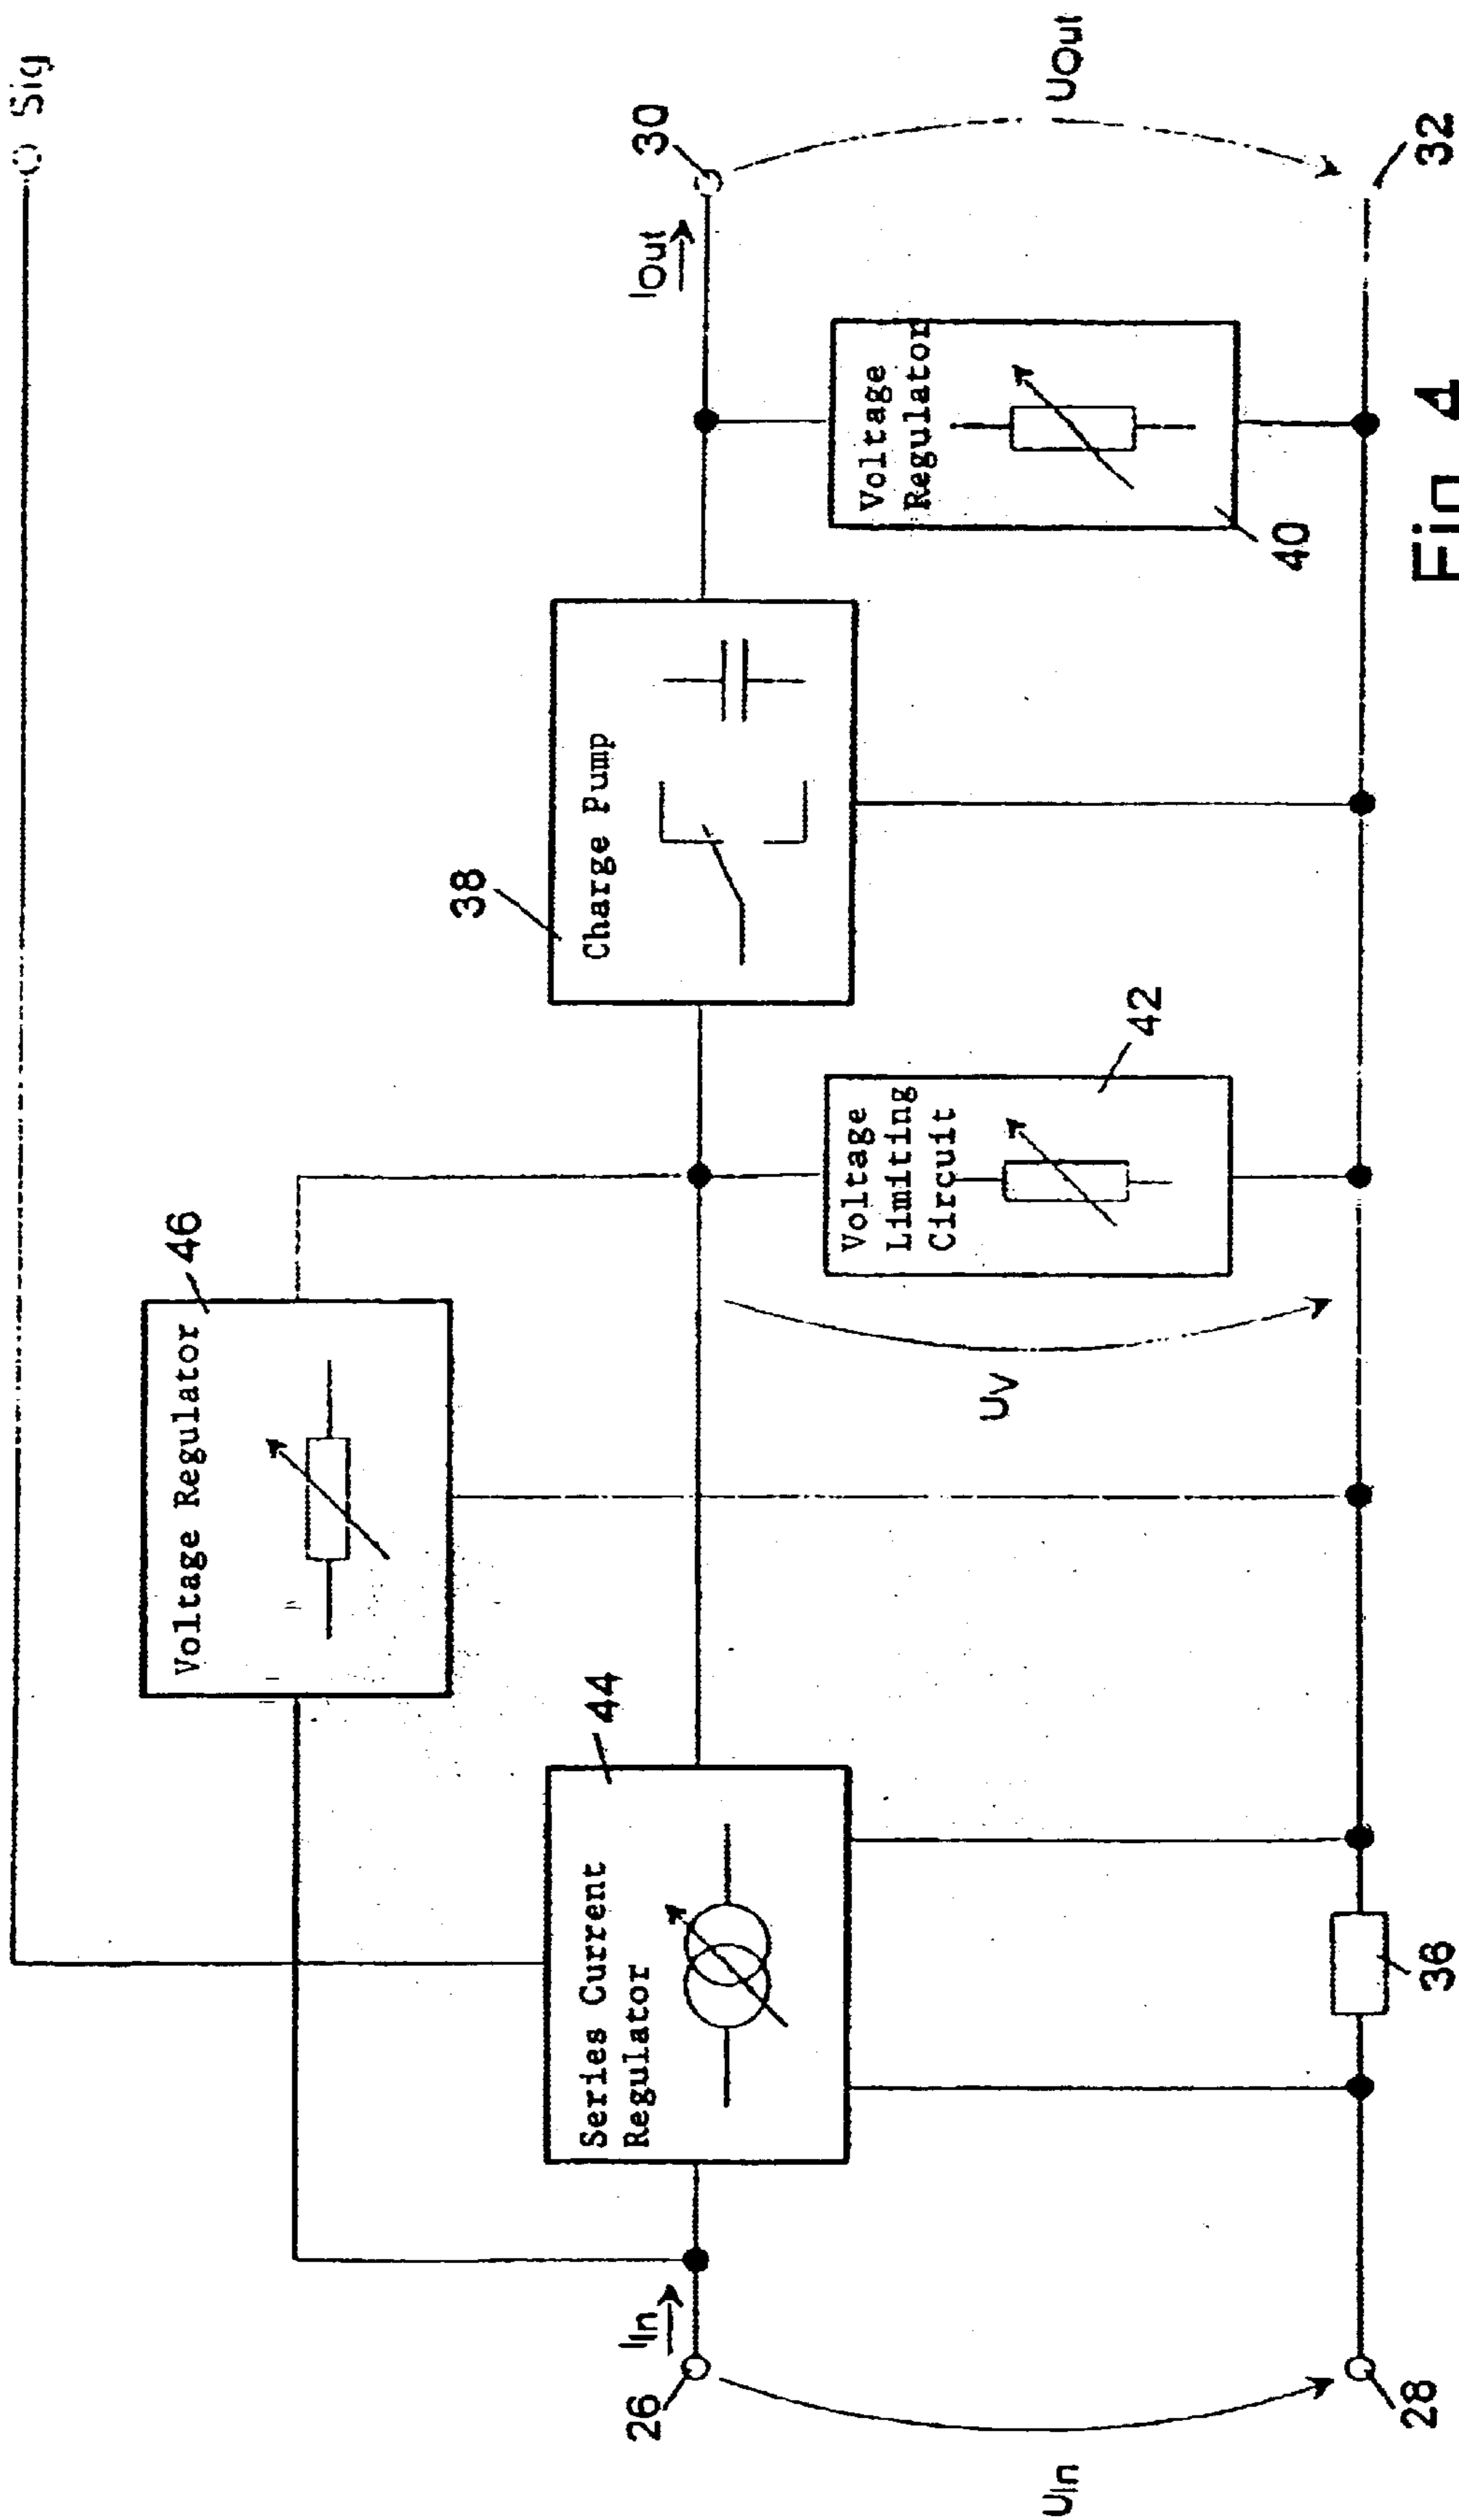 Sig
46
Voltage Regulator
44
Series Current
Regulator
38
Charge Pump
30
IOut
IIn
26
Voltage
Limiting
Circuit
42
Voltage
Regulator
40
UIn
UV
UOut
28
36
32
Fig. 4